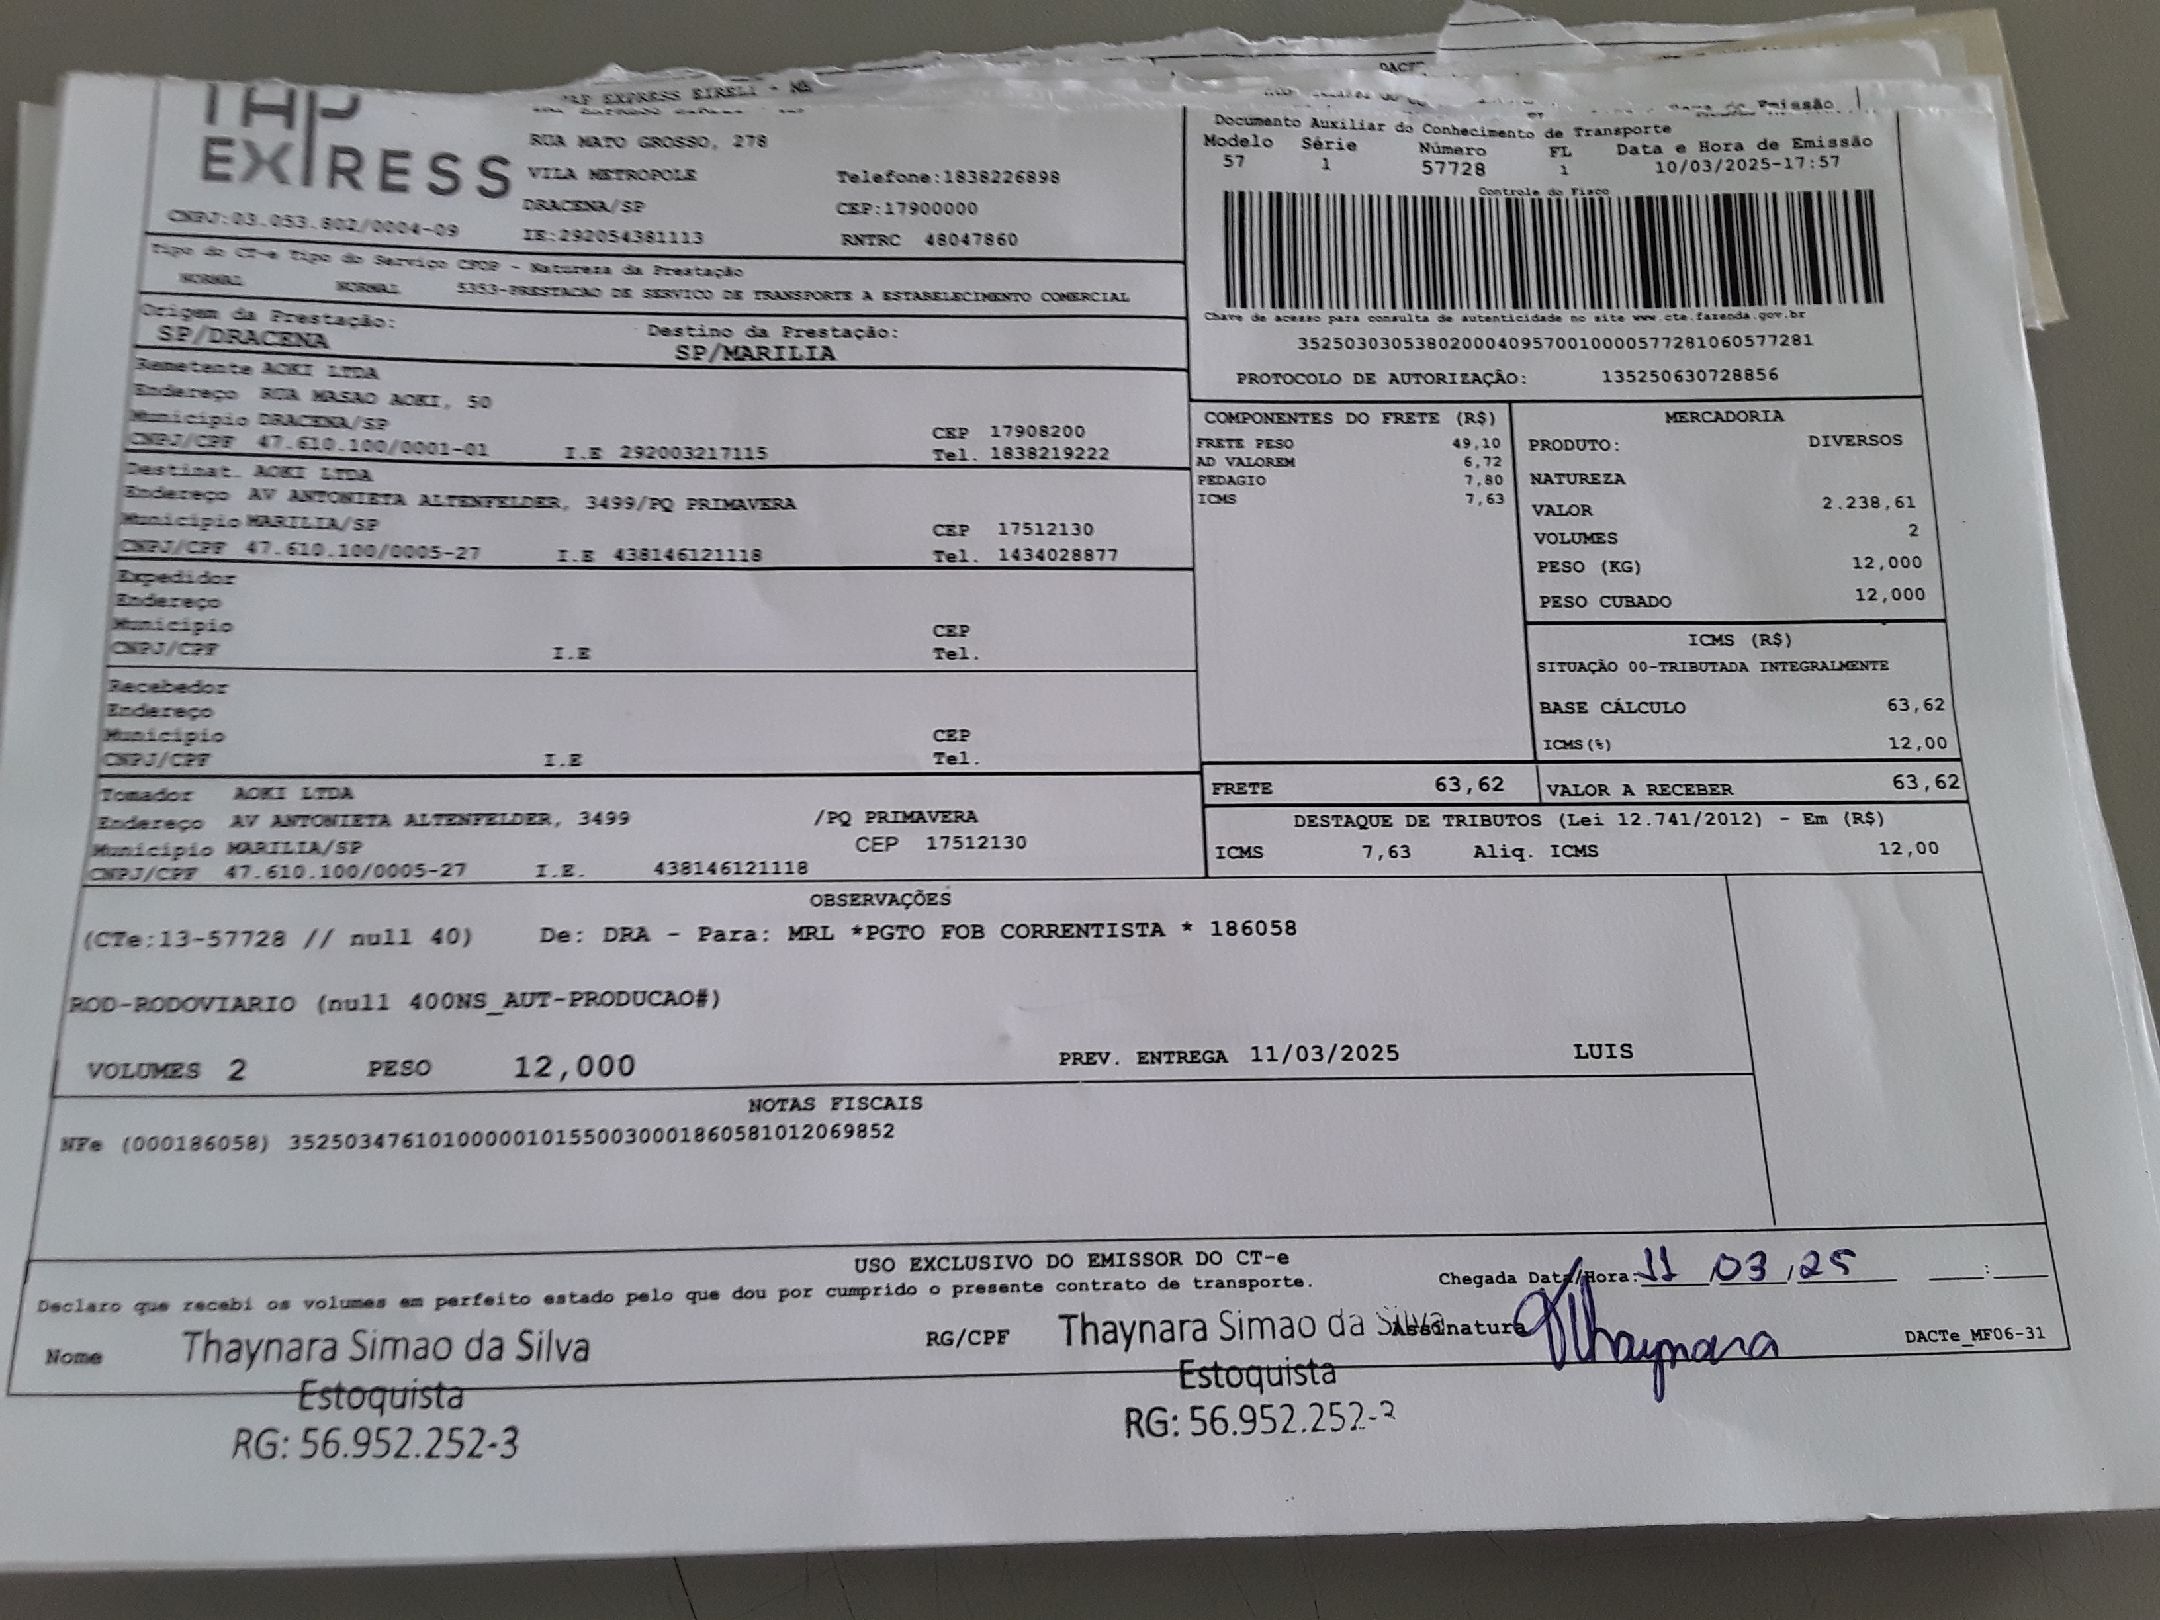 DACTE
THP
EXPRESS
EXPRESS EIRELI - ME
RUA MATO GROSSO, 278
VILA METROPOLE
Telefone:1838226898
DRACENA/SP
CEP:17900000
CNPJ:03.053.802/0004-09
IE:292054381113
RNTRC 48047860
Documento Auxiliar do Conhecimento de Transporte
Modelo Série Número FL Data e Hora de Emissão
57 1 57728 1 10/03/2025-17:57
Controle do Fisco
Chave de acesso para consulta de autenticidade no site www.cte.fazenda.gov.br
35250303053802000409570010000577281060577281
PROTOCOLO DE AUTORIZAÇÃO: 135250630728856
Tipo do CT-e Tipo do Serviço CFOP - Natureza da Prestação
NORMAL NORMAL 5353-PRESTACAO DE SERVICO DE TRANSPORTE A ESTABELECIMENTO COMERCIAL
Origem da Prestação: Destino da Prestação:
SP/DRACENA SP/MARILIA
Remetente AOKI LTDA
Endereço RUA MASAO AOKI, 50
Município DRACENA/SP CEP 17908200
CNPJ/CPF 47.610.100/0001-01 I.E 292003217115 Tel. 1838219222
Destinat. AOKI LTDA
Endereço AV ANTONIETA ALTENFELDER, 3499/PQ PRIMAVERA
Município MARILIA/SP CEP 17512130
CNPJ/CPF 47.610.100/0005-27 I.E 438146121118 Tel. 1434028877
Expedidor
Endereço
Município CEP
CNPJ/CPF I.E Tel.
Recebedor
Endereço
Município CEP
CNPJ/CPF I.E Tel.
Tomador AOKI LTDA
Endereço AV ANTONIETA ALTENFELDER, 3499 /PQ PRIMAVERA
Município MARILIA/SP CEP 17512130
CNPJ/CPF 47.610.100/0005-27 I.E. 438146121118
COMPONENTES DO FRETE (R$)
FRETE PESO 49,10
AD VALOREM 6,72
PEDAGIO 7,80
ICMS 7,63
MERCADORIA
PRODUTO: DIVERSOS
NATUREZA
VALOR 2.238,61
VOLUMES 2
PESO (KG) 12,000
PESO CUBADO 12,000
ICMS (R$)
SITUAÇÃO 00-TRIBUTADA INTEGRALMENTE
BASE CÁLCULO 63,62
ICMS(%) 12,00
FRETE 63,62 VALOR A RECEBER 63,62
DESTAQUE DE TRIBUTOS (Lei 12.741/2012) - Em (R$)
ICMS 7,63 Aliq. ICMS 12,00
OBSERVAÇÕES
(CTe:13-57728 // null 40) De: DRA - Para: MRL *PGTO FOB CORRENTISTA * 186058
ROD-RODOVIARIO (null 400NS_AUT-PRODUCAO#)
VOLUMES 2 PESO 12,000 PREV. ENTREGA 11/03/2025 LUIS
NOTAS FISCAIS
NFe (000186058) 35250347610100000101550030001860581012069852
USO EXCLUSIVO DO EMISSOR DO CT-e
Declaro que recebi os volumes em perfeito estado pelo que dou por cumprido o presente contrato de transporte.
Chegada Data/Hora: 11 / 03 / 25 __:__
Nome Thaynara Simao da Silva RG/CPF Thaynara Simao da Silva Assinatura Thaynara DACTe_MF06-31
Estoquista Estoquista
RG: 56.952.252-3 RG: 56.952.252-3